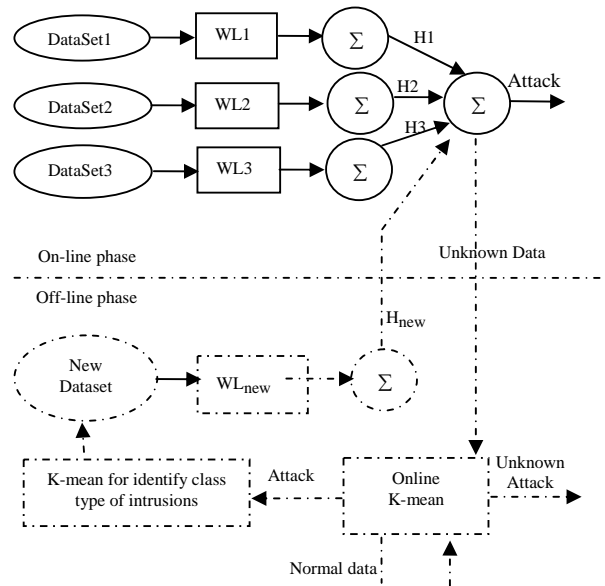 DataSet1
WL1
Σ
H1
DataSet2
WL2
Σ
H2
Σ
Attack
DataSet3
WL3
Σ
H3
On-line phase
Unknown Data
Off-line phase
Hnew
New
Dataset
WLnew
Σ
K-mean for identify class
type of intrusions
Attack
Online
K-mean
Unknown
Attack
Normal data